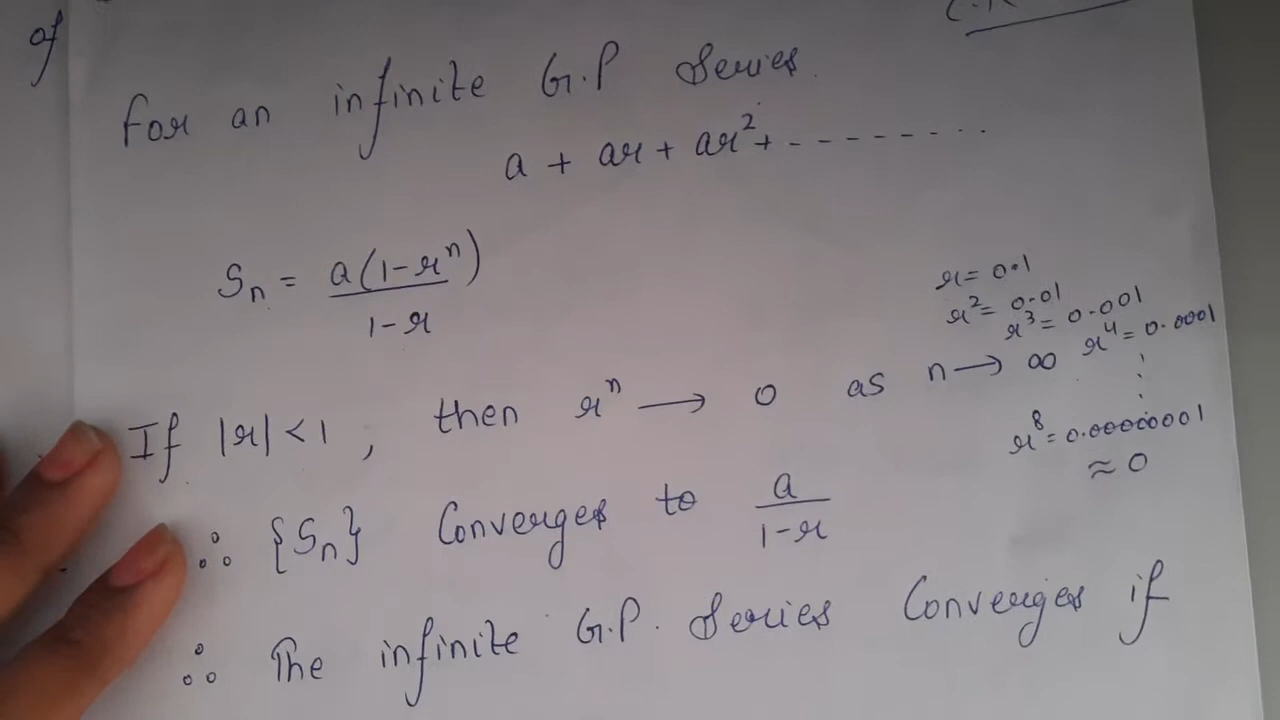 of
For an infinite G.P Series
a + ar + ar² + - - - - - - - . .
Sn = a(1-rⁿ) / 1-r
r = 0.1
r² = 0.01
r³ = 0.001
r⁴ = 0.0001
If |r| < 1, then rⁿ → 0 as n → ∞
r⁸ = 0.00000001
≈ 0
∴ {Sn} Converges to a / 1-r
∴ The infinite G.P. Series Converges if